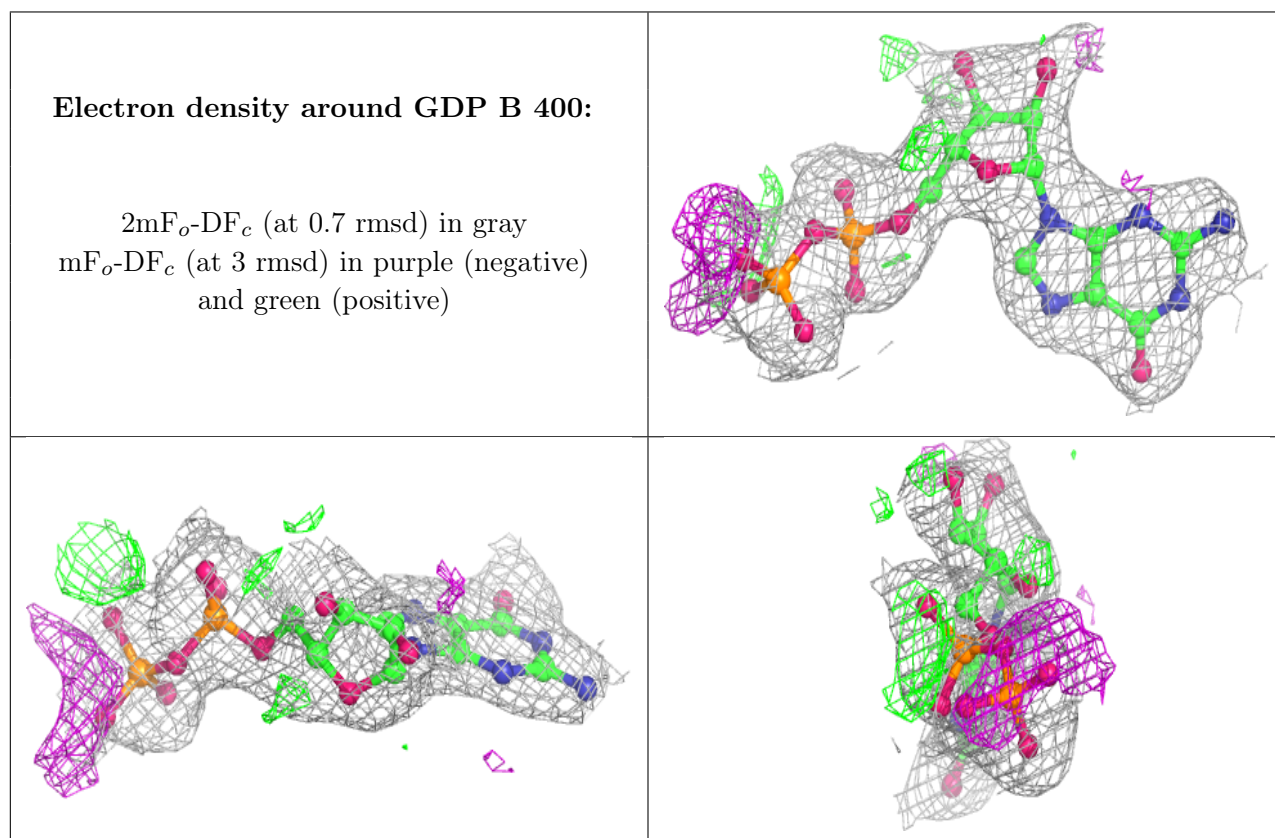 Electron density around GDP B 400:
2mFo-DFc (at 0.7 rmsd) in gray
mFo-DFc (at 3 rmsd) in purple (negative)
and green (positive)